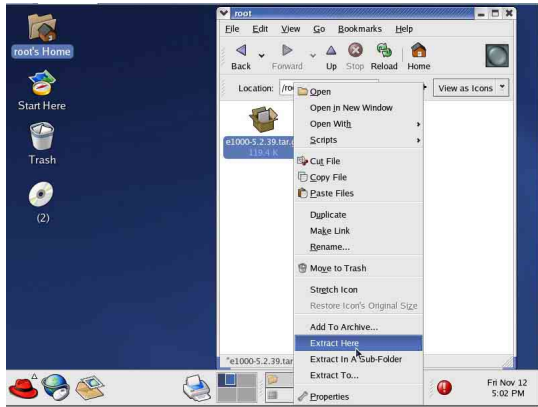 root's Home
Start Here
Trash
(2)
root
File Edit View Go Bookmarks Help
Back Forward Up Stop Reload Home
Location: /ro
View as Icons
e1000-5.2.39.tar.g
119.4 K
Open
Open in New Window
Open With
Scripts
Cut File
Copy File
Paste Files
Duplicate
Make Link
Rename...
Move to Trash
Stretch Icon
Restore Icon's Original Size
Add To Archive...
Extract Here
Extract In A Sub-Folder
Extract To...
Properties
"e1000-5.2.39.tar
Fri Nov 12
5:02 PM